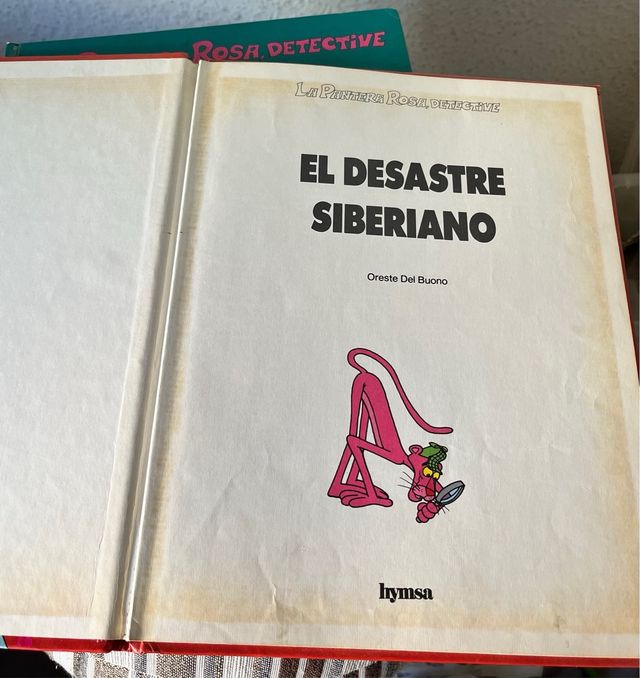 ROSA, DETECTIVE
LA PANTERA ROSA, DETECTIVE
EL DESASTRE
SIBERIANO
Oreste Del Buono
hymsa